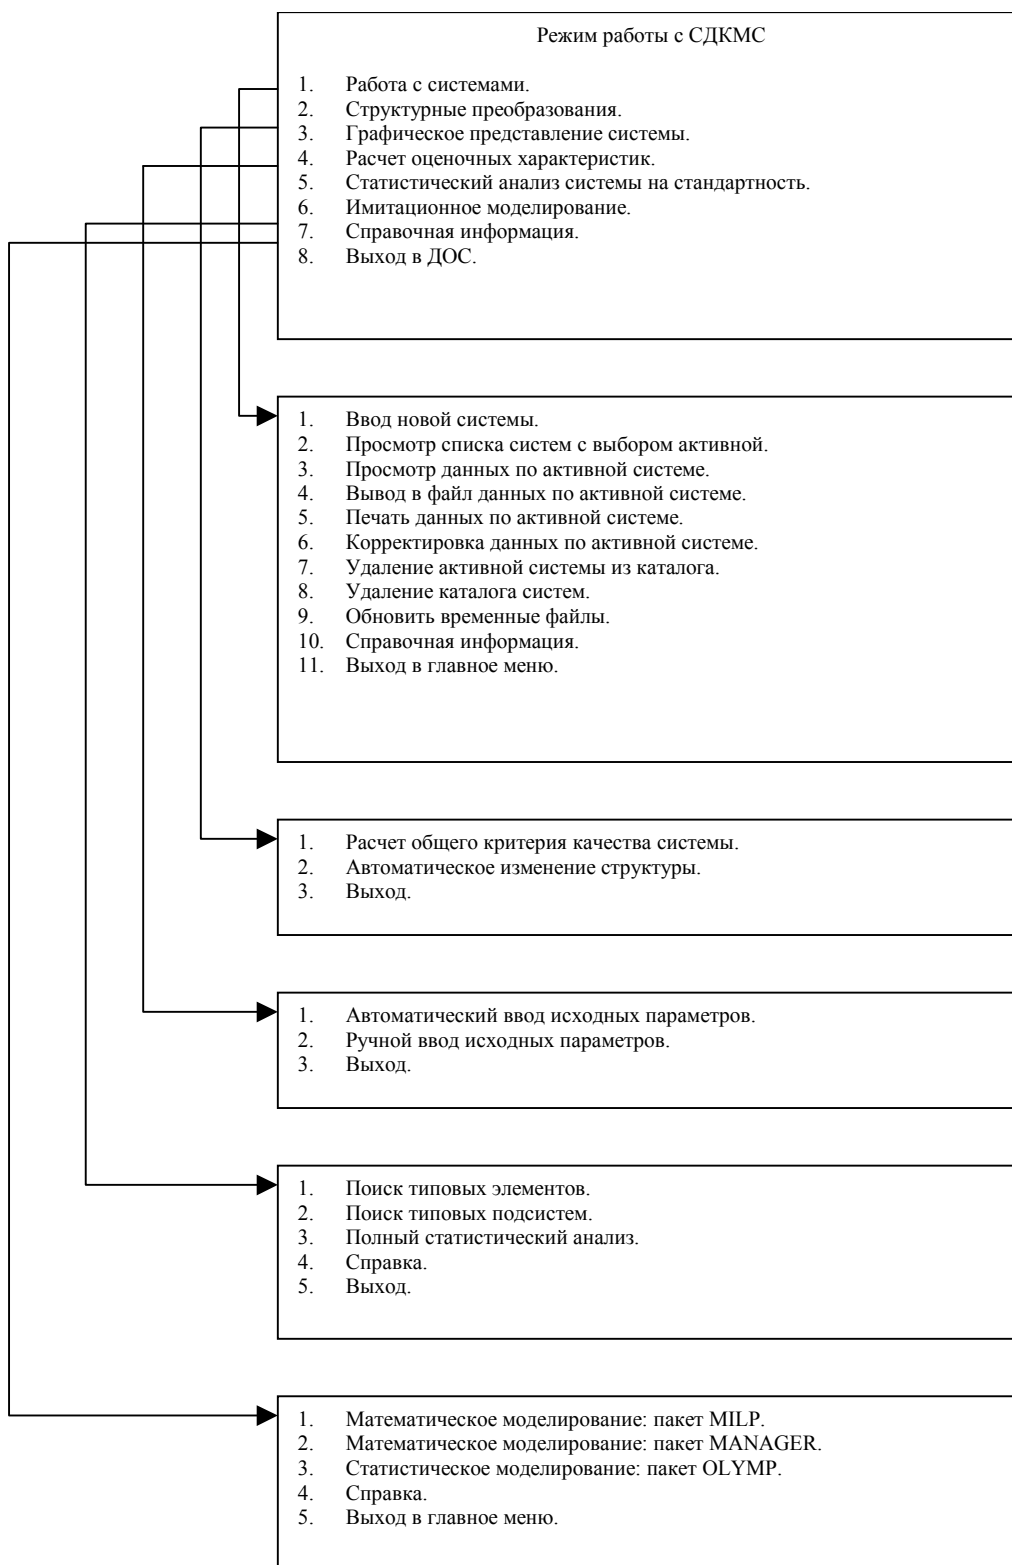 Режим работы с СДКМС
1. Работа с системами.
2. Структурные преобразования.
3. Графическое представление системы.
4. Расчет оценочных характеристик.
5. Статистический анализ системы на стандартность.
6. Имитационное моделирование.
7. Справочная информация.
8. Выход в ДОС.
1. Ввод новой системы.
2. Просмотр списка систем с выбором активной.
3. Просмотр данных по активной системе.
4. Вывод в файл данных по активной системе.
5. Печать данных по активной системе.
6. Корректировка данных по активной системе.
7. Удаление активной системы из каталога.
8. Удаление каталога систем.
9. Обновить временные файлы.
10. Справочная информация.
11. Выход в главное меню.
1. Расчет общего критерия качества системы.
2. Автоматическое изменение структуры.
3. Выход.
1. Автоматический ввод исходных параметров.
2. Ручной ввод исходных параметров.
3. Выход.
1. Поиск типовых элементов.
2. Поиск типовых подсистем.
3. Полный статистический анализ.
4. Справка.
5. Выход.
1. Математическое моделирование: пакет MILP.
2. Математическое моделирование: пакет MANAGER.
3. Статистическое моделирование: пакет OLYMP.
4. Справка.
5. Выход в главное меню.